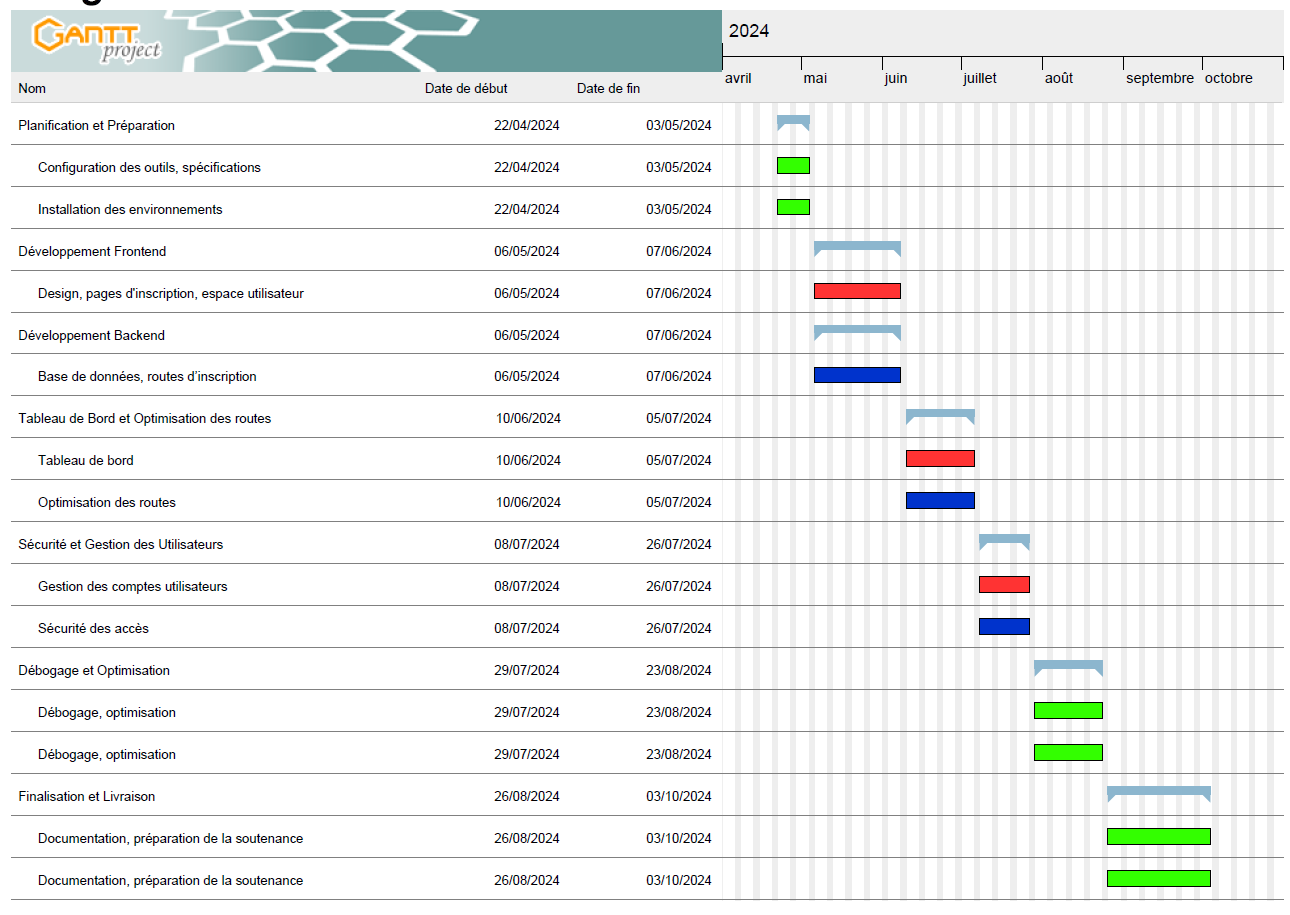 GANTT
project
2024
avril mai juin juillet août septembre octobre
Nom Date de début Date de fin
Planification et Préparation 22/04/2024 03/05/2024
Configuration des outils, spécifications 22/04/2024 03/05/2024
Installation des environnements 22/04/2024 03/05/2024
Développement Frontend 06/05/2024 07/06/2024
Design, pages d'inscription, espace utilisateur 06/05/2024 07/06/2024
Développement Backend 06/05/2024 07/06/2024
Base de données, routes d’inscription 06/05/2024 07/06/2024
Tableau de Bord et Optimisation des routes 10/06/2024 05/07/2024
Tableau de bord 10/06/2024 05/07/2024
Optimisation des routes 10/06/2024 05/07/2024
Sécurité et Gestion des Utilisateurs 08/07/2024 26/07/2024
Gestion des comptes utilisateurs 08/07/2024 26/07/2024
Sécurité des accès 08/07/2024 26/07/2024
Débogage et Optimisation 29/07/2024 23/08/2024
Débogage, optimisation 29/07/2024 23/08/2024
Débogage, optimisation 29/07/2024 23/08/2024
Finalisation et Livraison 26/08/2024 03/10/2024
Documentation, préparation de la soutenance 26/08/2024 03/10/2024
Documentation, préparation de la soutenance 26/08/2024 03/10/2024